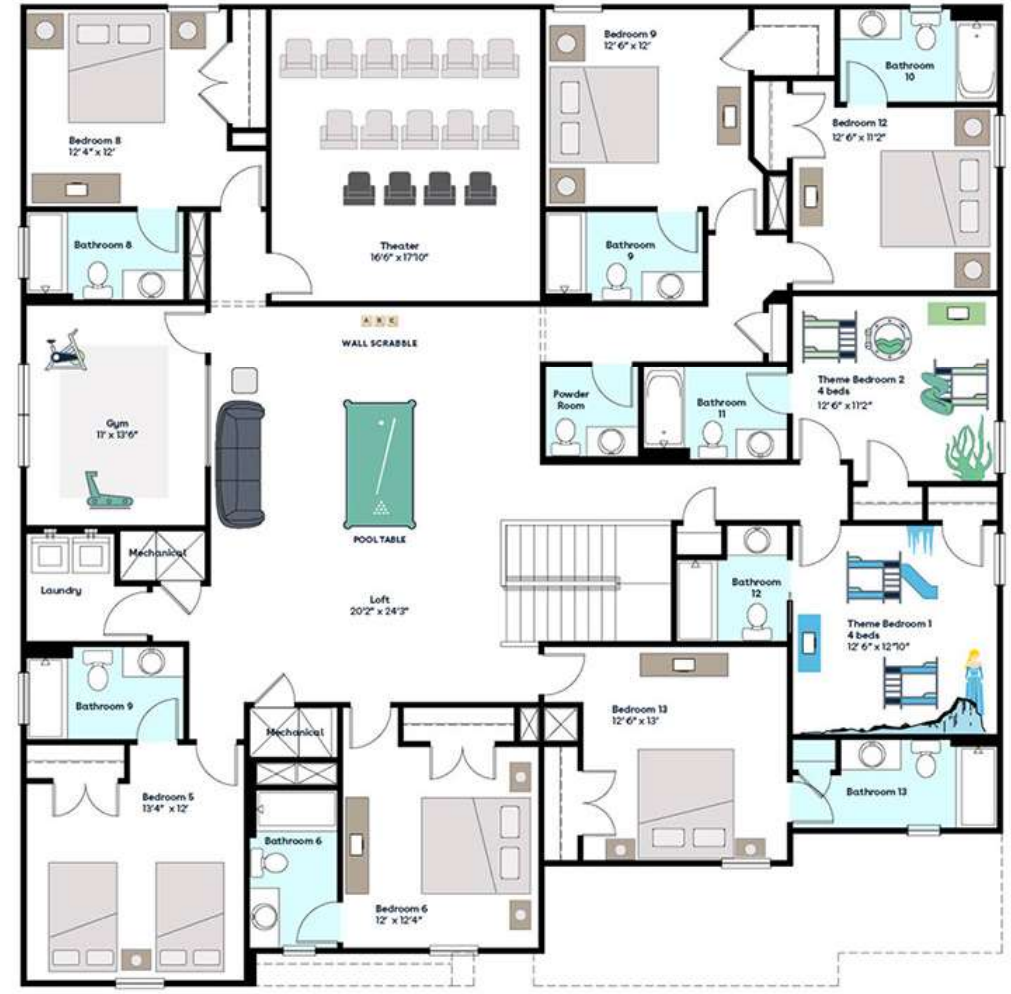 Bedroom 8
12'4" x 12'
Theater
16'6" x 17'10"
Bedroom 9
12'6" x 12'
Bathroom
10
Bedroom 12
12'6" x 11'2"
Bathroom 8
Bathroom
9
A B C
WALL SCRABBLE
Gym
11' x 13'6"
POOL TABLE
Powder
Room
Bathroom
11
Theme Bedroom 2
4 beds
12'6" x 11'2"
Mechanical
Laundry
Loft
20'2" x 24'3"
Bathroom
12
Theme Bedroom 1
4 beds
12'6" x 12'10"
Bathroom 9
Mechanical
Bedroom 13
12'6" x 13'
Bathroom 13
Bedroom 5
13'4" x 12'
Bathroom 6
Bedroom 6
12' x 12'4"